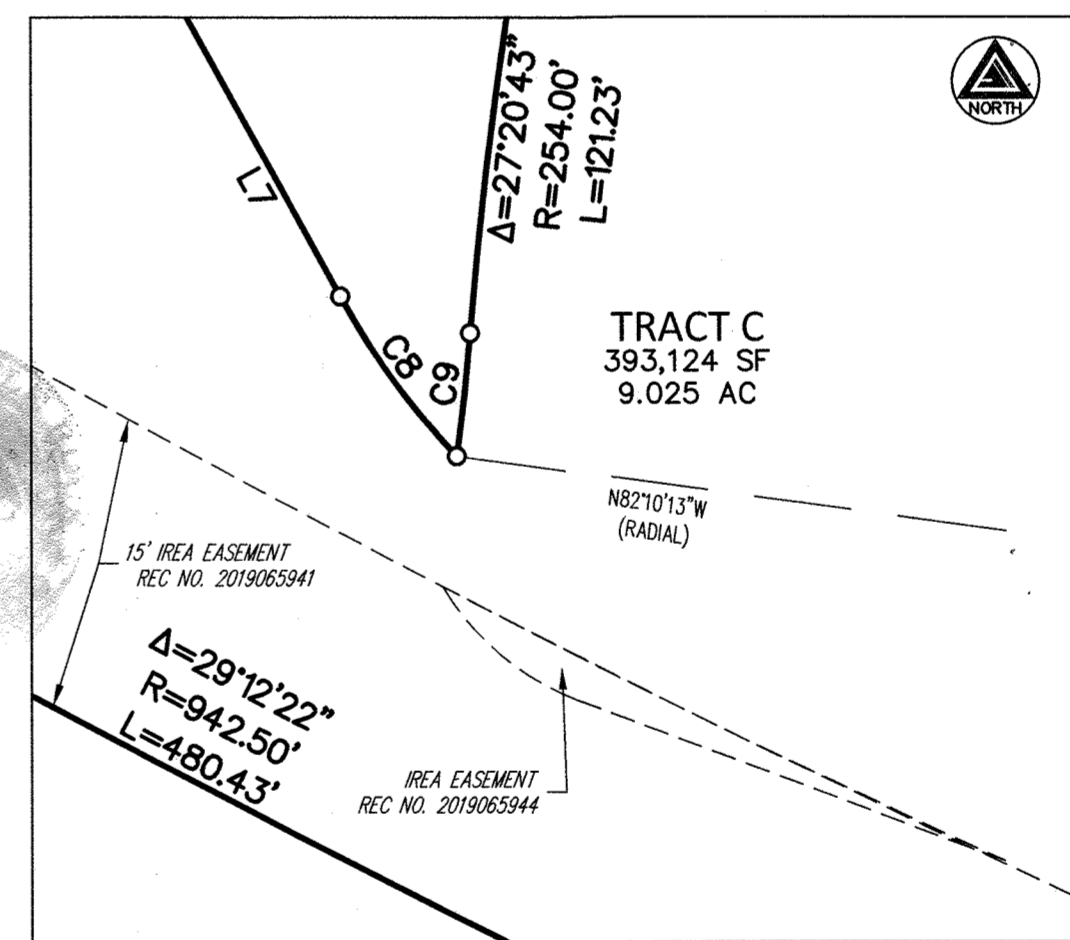 NORTH
Δ=27°20'43"
R=254.00'
L=121.23'
L7
C8
C9
TRACT C
393,124 SF
9.025 AC
N82°10'13"W
(RADIAL)
15' IREA EASEMENT
REC NO. 2019065941
Δ=29°12'22"
R=942.50'
L=480.43'
IREA EASEMENT
REC NO. 2019065944